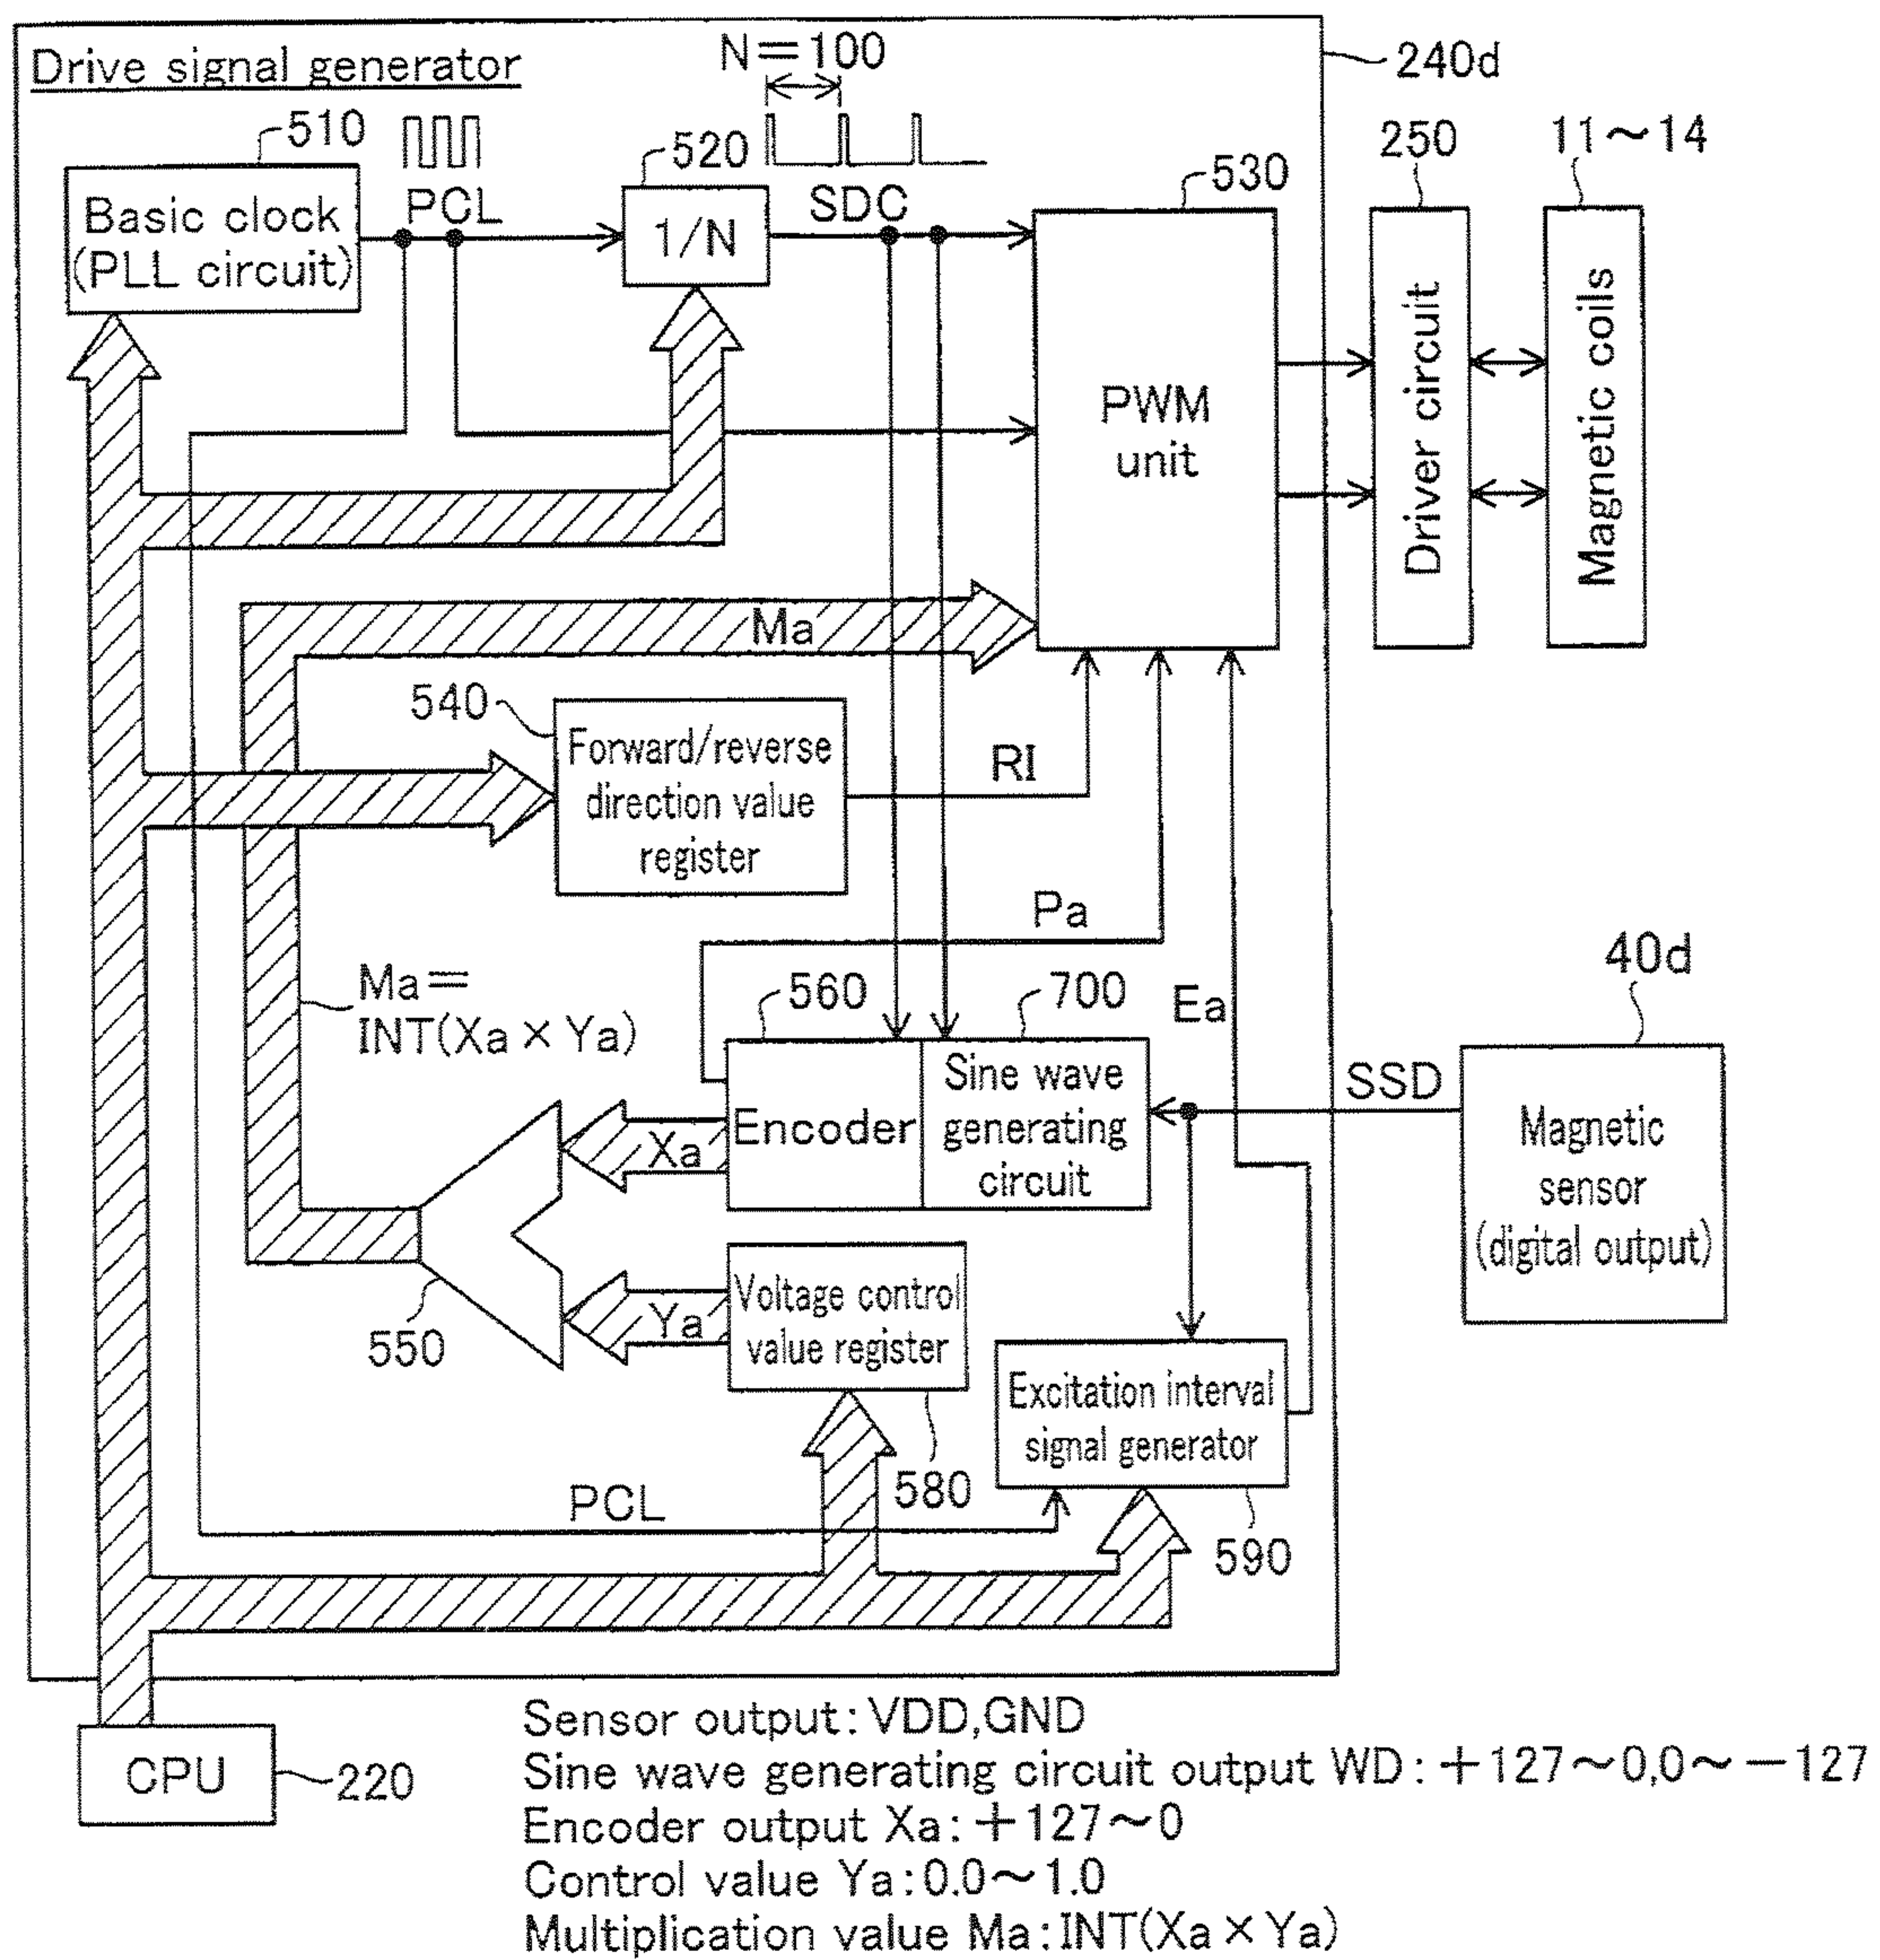 Drive signal generator
N=100
240d
510
520
530
250
11~14
PCL
SDC
Basic clock
(PLL circuit)
1/N
PWM
unit
Driver circuit
Magnetic coils
Ma
540
Forward/reverse
direction value
register
RI
Pa
Ma=
INT(Xa×Ya)
560
700
Ea
40d
SSD
Encoder
Sine wave
generating
circuit
Xa
Magnetic
sensor
(digital output)
550
Ya
Voltage control
value register
580
Excitation interval
signal generator
590
PCL
CPU
220
Sensor output:VDD,GND
Sine wave generating circuit output WD:+127~0,0~−127
Encoder output Xa:+127~0
Control value Ya:0.0~1.0
Multiplication value Ma:INT(Xa×Ya)